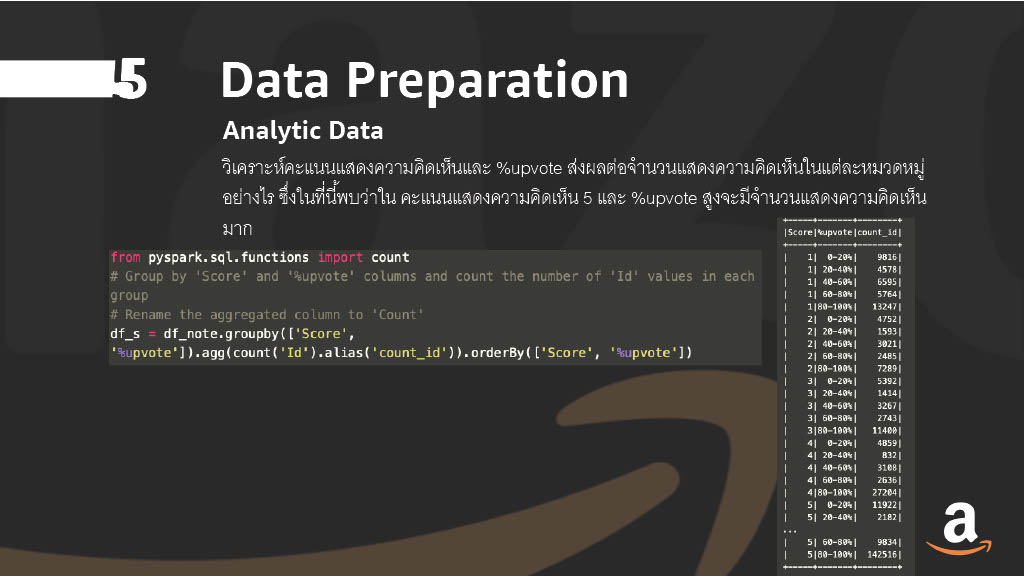 5
Data Preparation
Analytic Data
วิเคราะห์คะแนนแสดงความคิดเห็นและ %upvote ส่งผลต่อจำนวนแสดงความคิดเห็นในแต่ละหมวดหมู่
อย่างไร ซึ่งในที่นี้พบว่าใน คะแนนแสดงความคิดเห็น 5 และ %upvote สูงจะมีจำนวนแสดงความคิดเห็น
มาก
from pyspark.sql.functions import count
# Group by 'Score' and '%upvote' columns and count the number of 'Id' values in each
group
# Rename the aggregated column to 'Count'
df_s = df_note.groupby(['Score',
'%upvote']).agg(count('Id').alias('count_id')).orderBy(['Score', '%upvote'])
+-----+-------+--------+
|Score|%upvote|count_id|
+-----+-------+--------+
|    1|  0-20%|    9816|
|    1| 20-40%|    4578|
|    1| 40-60%|    6595|
|    1| 60-80%|    5764|
|    1|80-100%|   13247|
|    2|  0-20%|    4752|
|    2| 20-40%|    1593|
|    2| 40-60%|    3021|
|    2| 60-80%|    2485|
|    2|80-100%|    7289|
|    3|  0-20%|    5392|
|    3| 20-40%|    1414|
|    3| 40-60%|    3267|
|    3| 60-80%|    2743|
|    3|80-100%|   11400|
|    4|  0-20%|    4859|
|    4| 20-40%|     832|
|    4| 40-60%|    3108|
|    4| 60-80%|    2636|
|    4|80-100%|   27204|
|    5|  0-20%|   11922|
|    5| 20-40%|    2182|
...
|    5| 60-80%|    9834|
|    5|80-100%|  142516|
+-----+-------+--------+
a